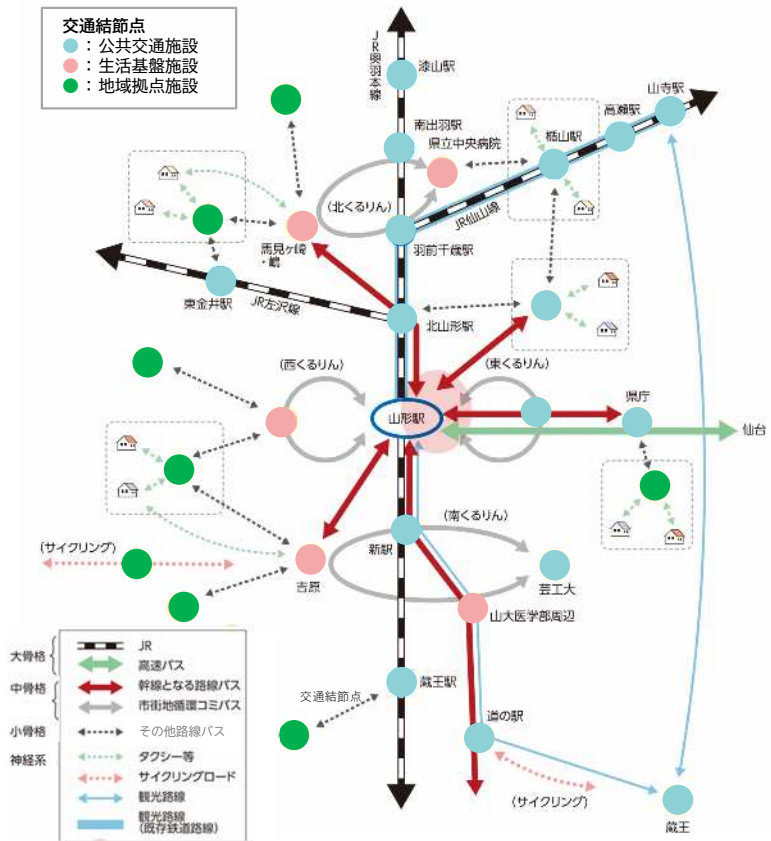 交通結節点
：公共交通施設
：生活基盤施設
：地域拠点施設
JR奥羽本線
漆山駅
山寺駅
高瀬駅
南出羽駅
楯山駅
県立中央病院
(北くるりん)
JR仙山線
馬見ヶ崎
・嶋
羽前千歳駅
東金井駅
JR左沢線
北山形駅
(西くるりん)
(東くるりん)
県庁
山形駅
仙台
(南くるりん)
(サイクリング)
新駅
吉原
芸工大
山大医学部周辺
蔵王駅
交通結節点
道の駅
(サイクリング)
蔵王
大骨格
JR
高速バス
中骨格
幹線となる路線バス
市街地循環コミバス
小骨格
その他路線バス
神経系
タクシー等
サイクリングロード
観光路線
観光路線
(既存鉄道路線)